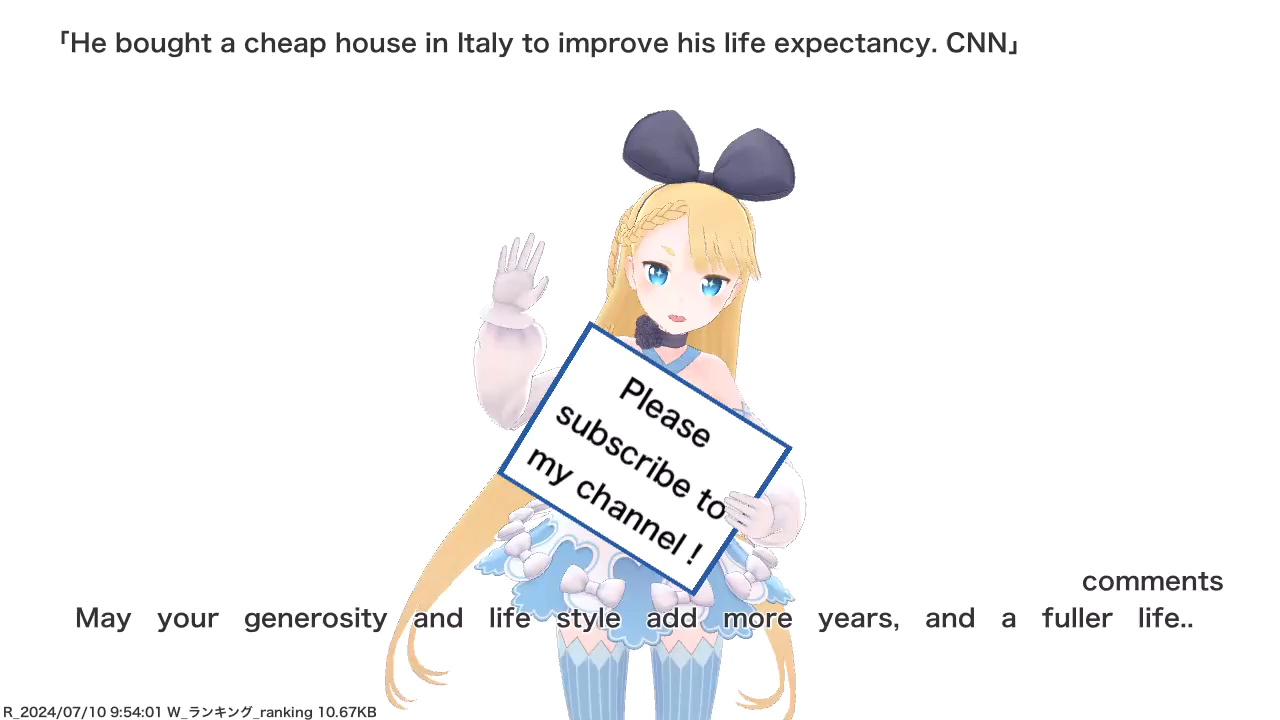 「He bought a cheap house in Italy to improve his life expectancy. CNN」
Please
subscribe to
my channel !
comments
May your generosity and life style add more years, and a fuller life..
R_2024/07/10 9:54:01 W_ランキング_ranking 10.67KB